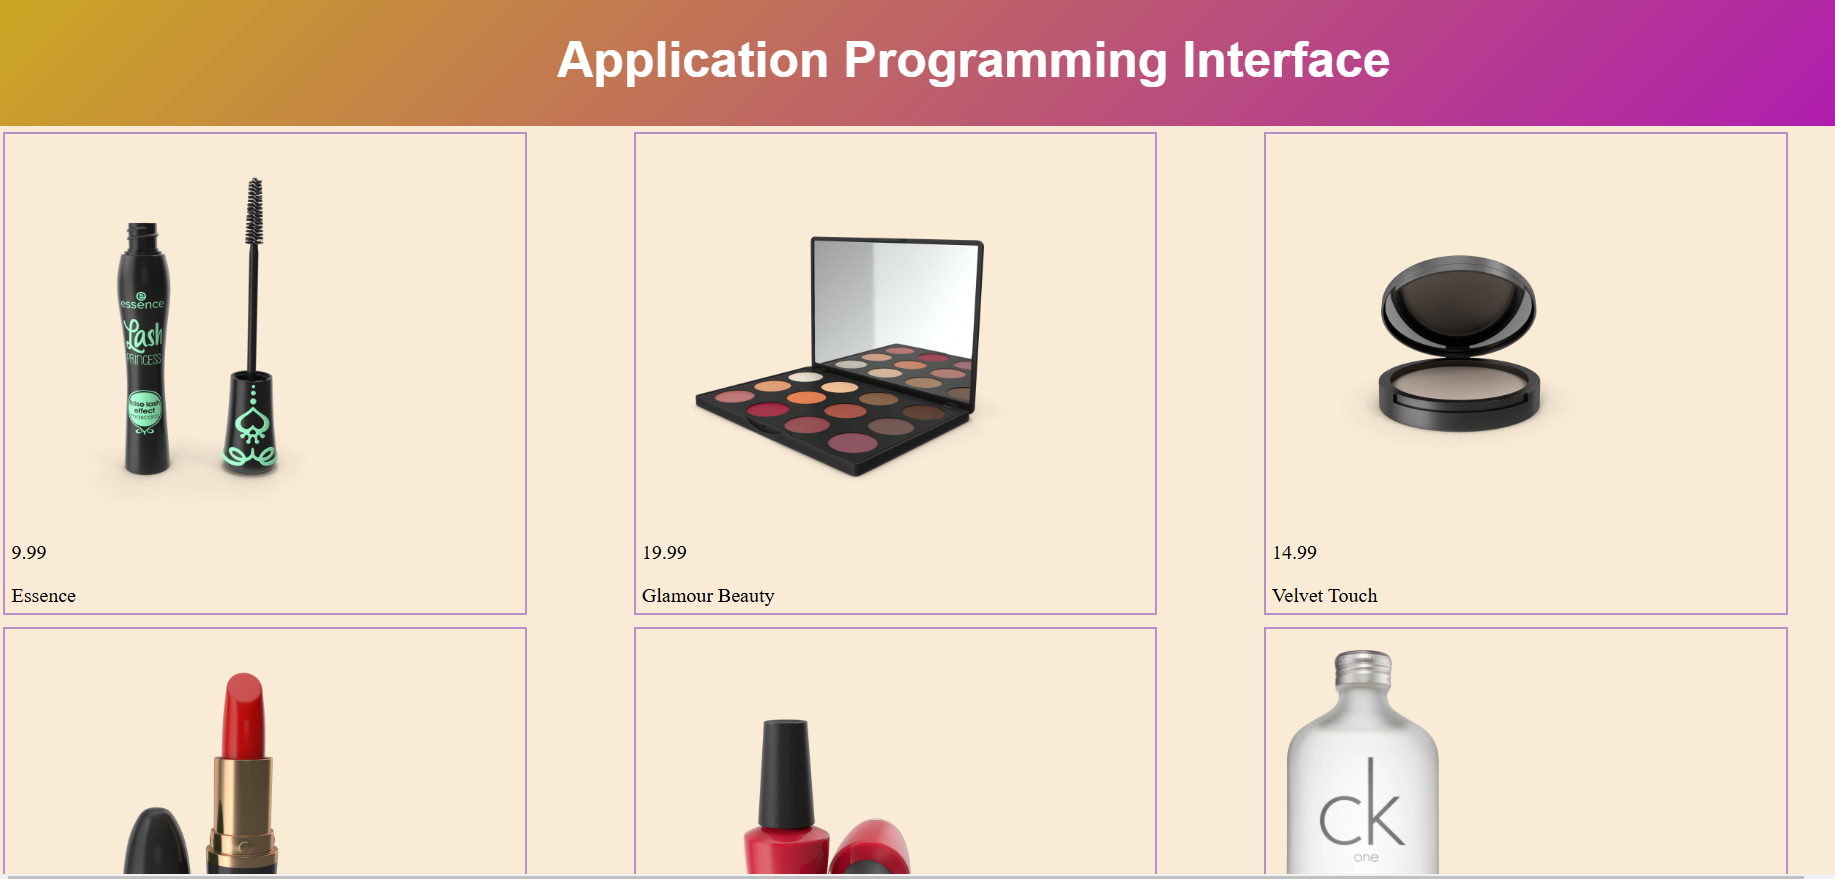 Application Programming Interface
essence
Lash
PRINCESS
false lash
effect
mascara
9.99
19.99
14.99
Essence
Glamour Beauty
Velvet Touch
ck
one